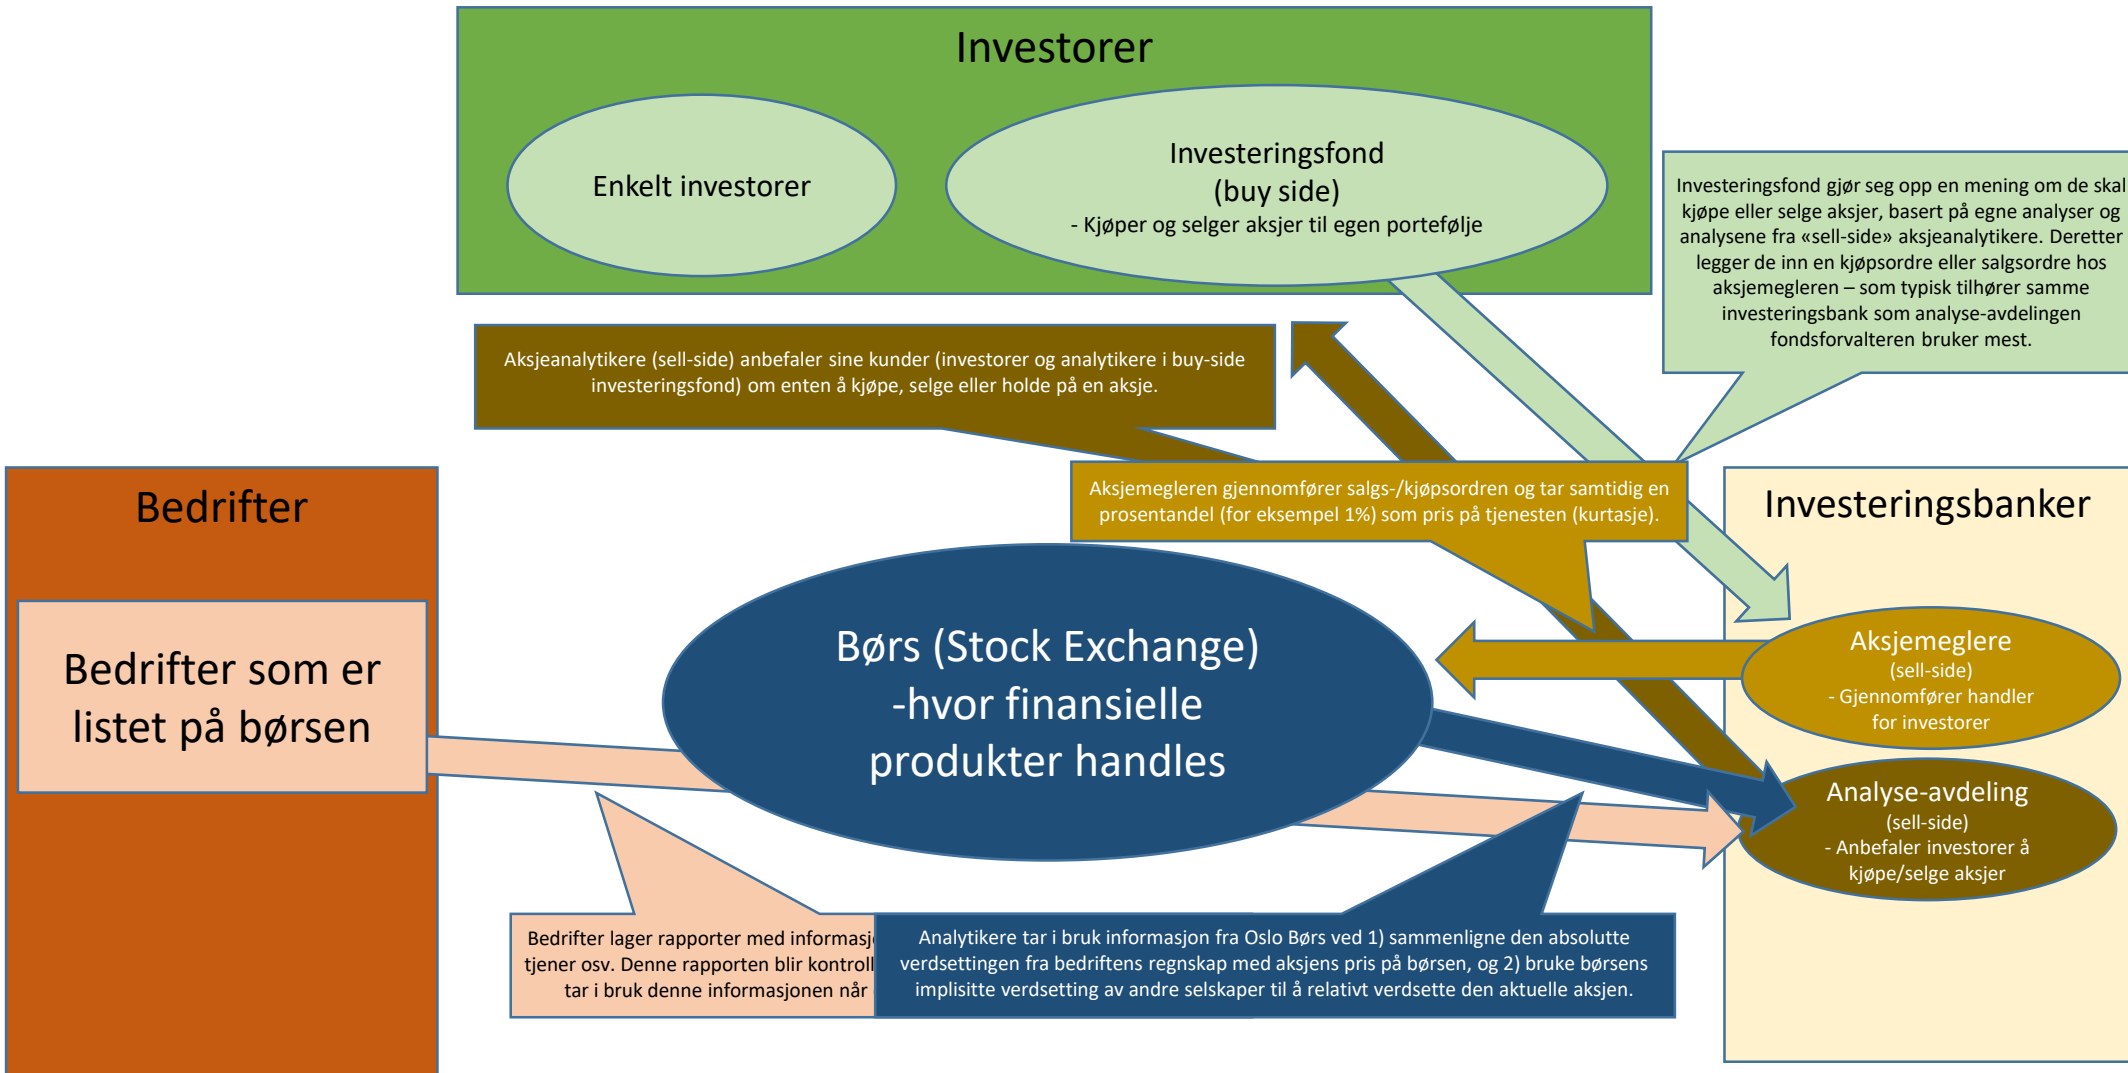 Investorer
Enkelt investorer
Investeringsfond
(buy side)
- Kjøper og selger aksjer til egen portefølje
Investeringsfond gjør seg opp en mening om de skal
kjøpe eller selge aksjer, basert på egne analyser og
analysene fra «sell-side» aksjeanalytikere. Deretter
legger de inn en kjøpsordre eller salgsordre hos
aksjemegleren – som typisk tilhører samme
investeringsbank som analyse-avdelingen
fondsforvalteren bruker mest.
Aksjeanalytikere (sell-side) anbefaler sine kunder (investorer og analytikere i buy-side
investeringsfond) om enten å kjøpe, selge eller holde på en aksje.
Aksjemegleren gjennomfører salgs-/kjøpsordren og tar samtidig en
prosentandel (for eksempel 1%) som pris på tjenesten (kurtasje).
Bedrifter
Bedrifter som er
listet på børsen
Børs (Stock Exchange)
-hvor finansielle
produkter handles
Investeringsbanker
Aksjemeglere
(sell-side)
- Gjennomfører handler
for investorer
Analyse-avdeling
(sell-side)
- Anbefaler investorer å
kjøpe/selge aksjer
Bedrifter lager rapporter med
tjener osv. Denne rapporten blir
tar i bruk denne informasjonen når
Analytikere tar i bruk informasjon fra Oslo Børs ved 1) sammenligne den absolutte
verdsettingen fra bedriftens regnskap med aksjens pris på børsen, og 2) bruke børsens
implisitte verdsetting av andre selskaper til å relativt verdsette den aktuelle aksjen.